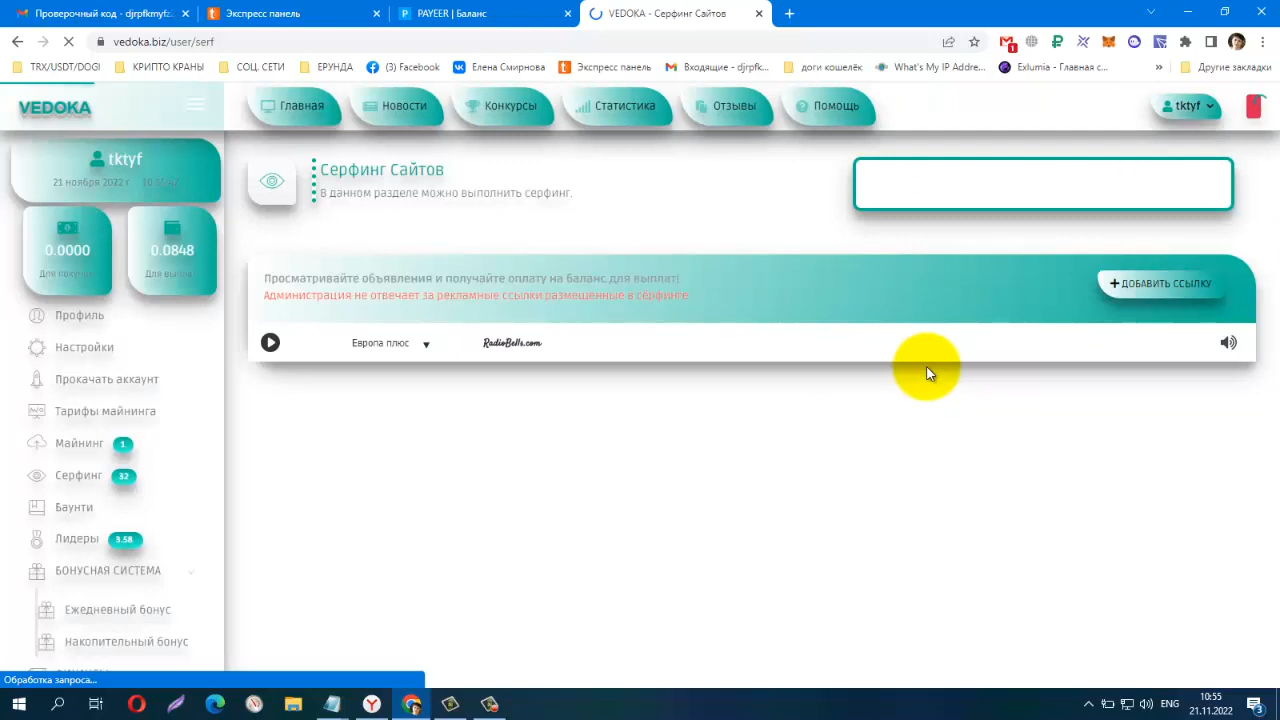 Проверочный код - djrpfkmyfz
Экспресс панель
PAYEER | Баланс
VEDOKA - Серфинг Сайтов
vedoka.biz/user/serf
1
TRX/USDT/DOGI
КРИПТО КРАНЫ
СОЦ. СЕТИ
ЕРУНДА
(3) Facebook
Елена Смирнова
Экспресс панель
Входящие - djrpfk...
доги кошелёк
What's My IP Addre...
Exlumia - Главная с...
»
Другие закладки
VEDOKA
Главная
Новости
Конкурсы
Статистика
Отзывы
Помощь
tktyf
tktyf
21 ноября 2022 г
0.0000
0.0848
Серфинг Сайтов
В данном разделе можно выполнить серфинг.
Просматривайте объявления и получайте оплату на баланс для выплат!
Администрация не отвечает за рекламные ссылки размещенные в серфинге
+ ДОБАВИТЬ ССЫЛКУ
Европа плюс
RadioBells.com
Профиль
Настройки
Прокачать аккаунт
Тарифы майнинга
Майнинг 1
Серфинг 32
Баунти
Лидеры 3.58
БОНУСНАЯ СИСТЕМА
Ежедневный бонус
Накопительный бонус
Обработка запроса...
ENG
10:55
21.11.2022
3